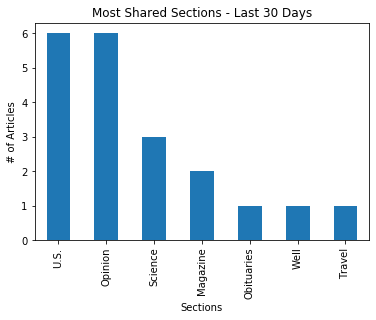 Most Shared Sections - Last 30 Days
# of Articles
6
5
4
3
2
1
0
U.S.
Opinion
Science
Magazine
Obituaries
Well
Travel
Sections